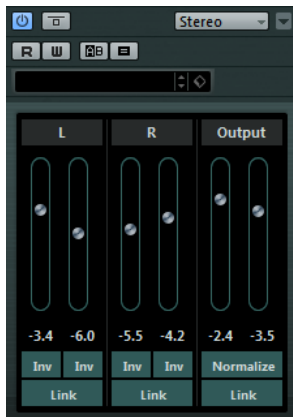 Stereo
R W AB
L R Output
-3.4 -6.0 -5.5 -4.2 -2.4 -3.5
Inv Inv Inv Inv Normalize
Link Link Link